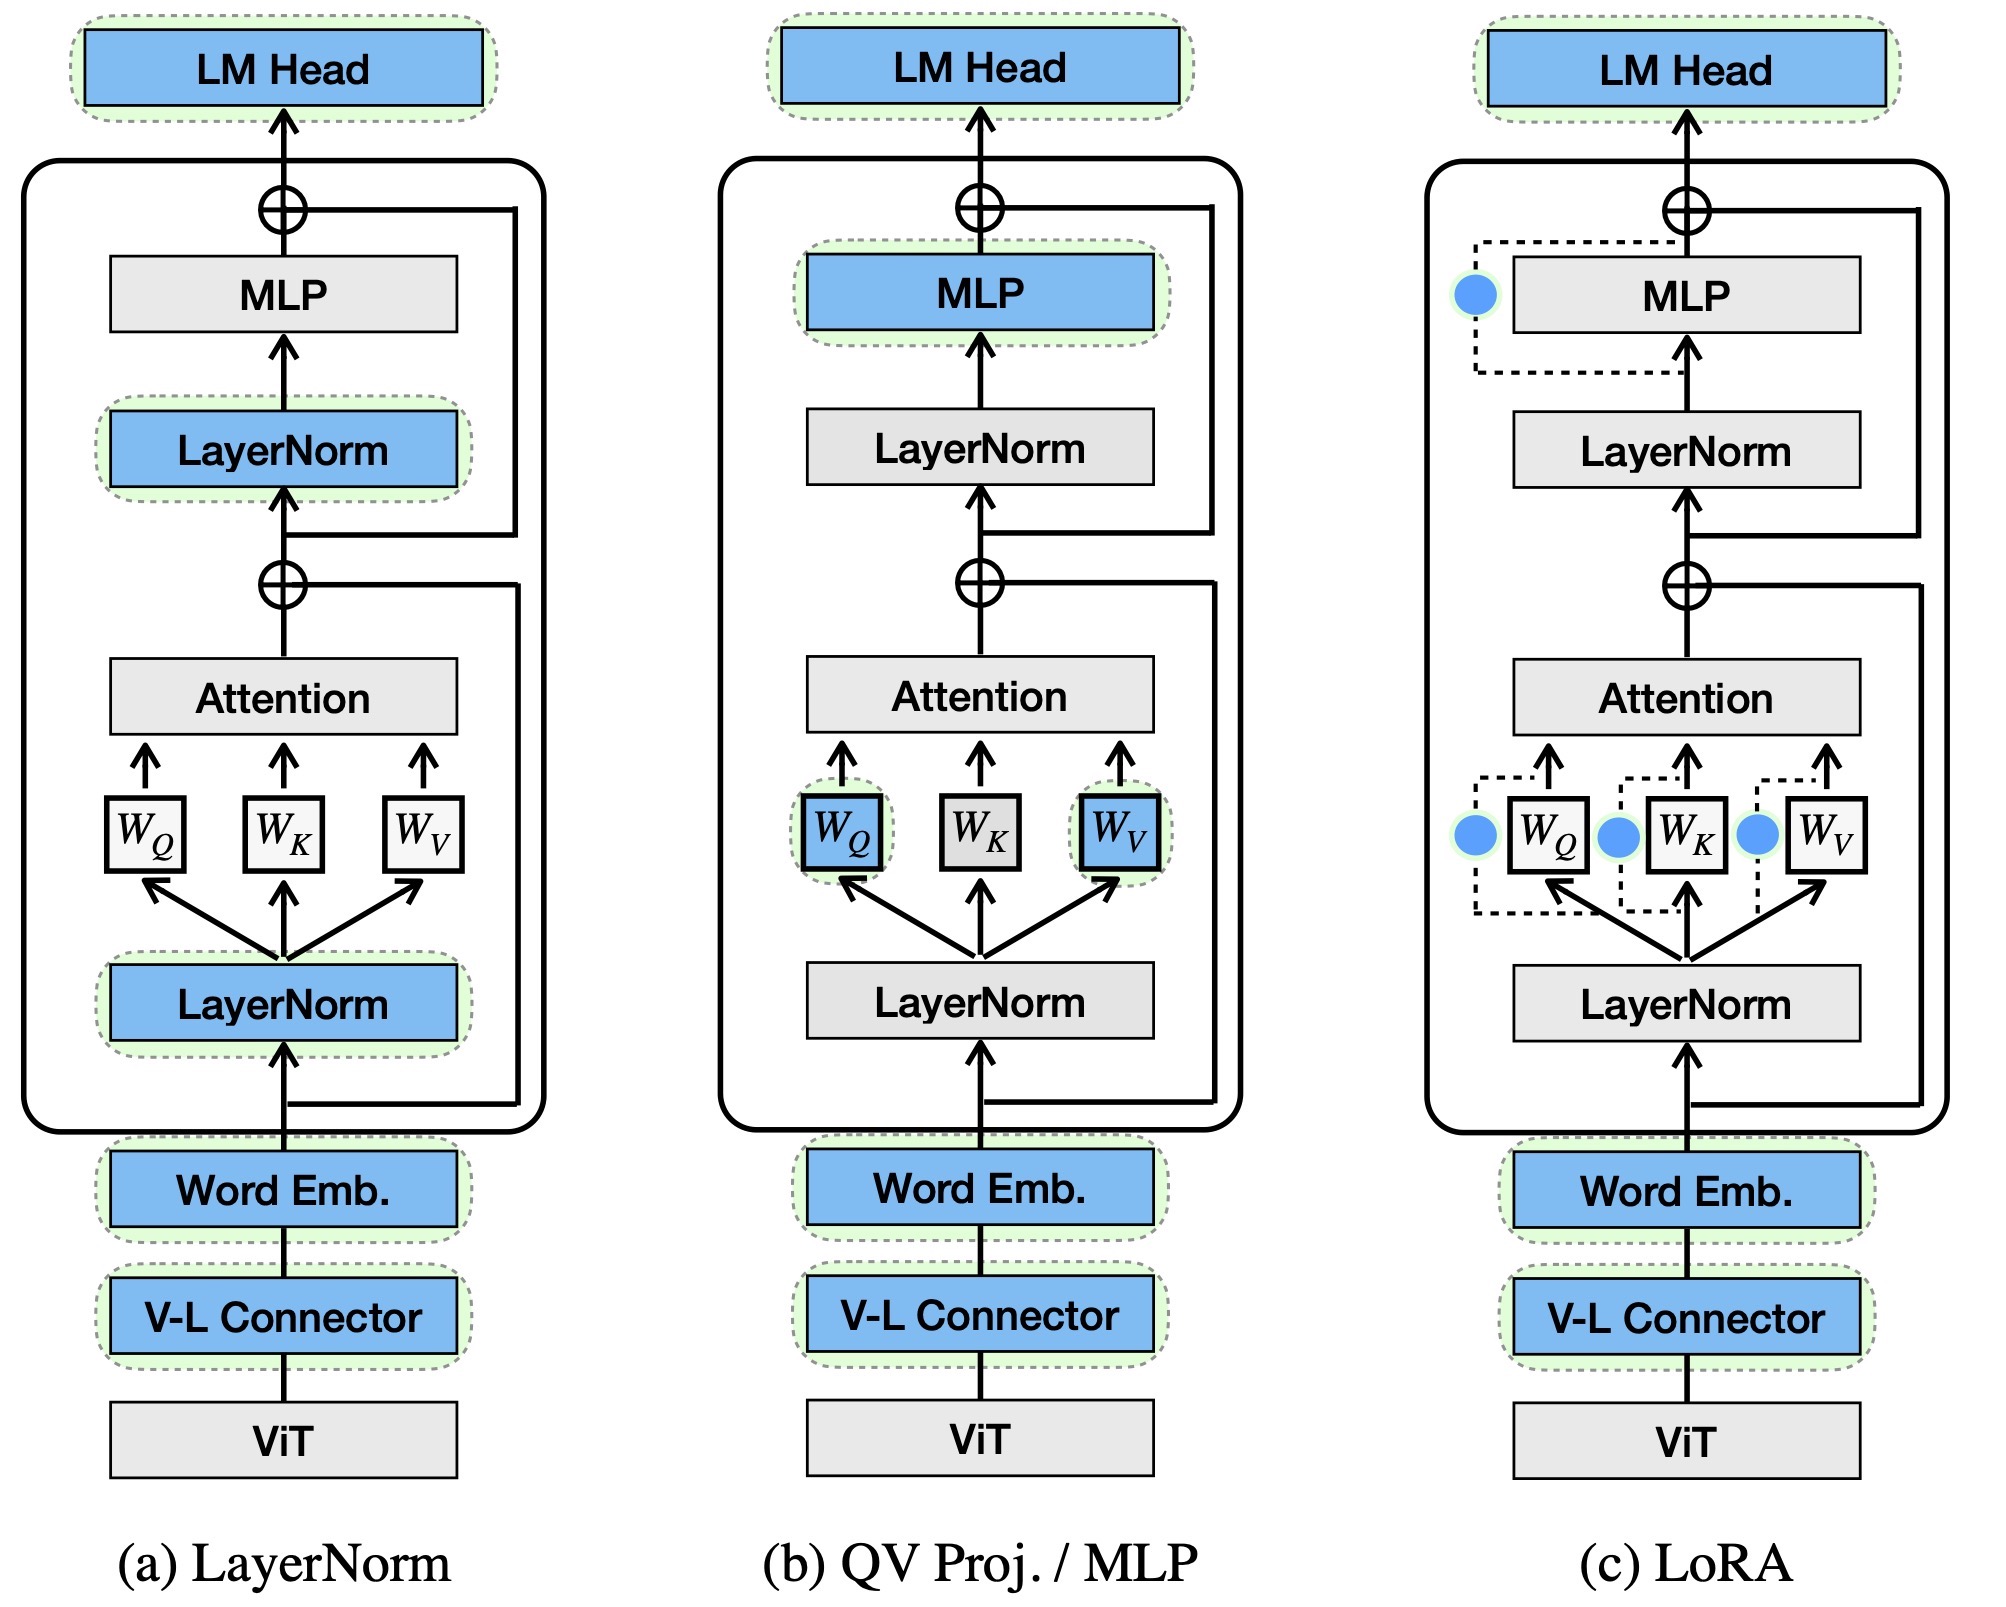 LM Head
MLP
LayerNorm
Attention
W_Q W_K W_V
LayerNorm
Word Emb.
V-L Connector
ViT
(a) LayerNorm
LM Head
MLP
LayerNorm
Attention
W_Q W_K W_V
LayerNorm
Word Emb.
V-L Connector
ViT
(b) QV Proj. / MLP
LM Head
MLP
LayerNorm
Attention
W_Q W_K W_V
LayerNorm
Word Emb.
V-L Connector
ViT
(c) LoRA